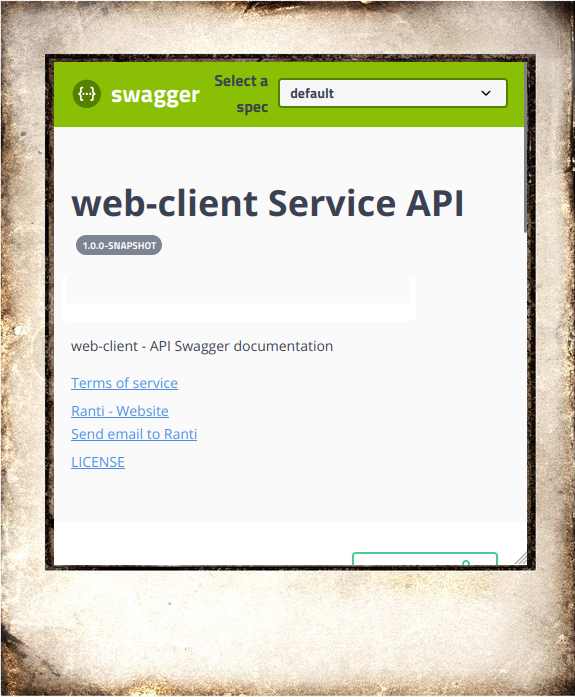 {···} swagger
Select a
spec
default
web-client Service API
1.0.0-SNAPSHOT
web-client - API Swagger documentation
Terms of service
Ranti - Website
Send email to Ranti
LICENSE